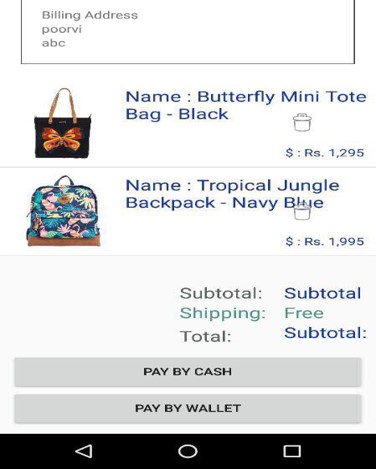 Billing Address
poorvi
abc
Name : Butterfly Mini Tote
Bag - Black
$ : Rs. 1,295
Name : Tropical Jungle
Backpack - Navy Blue
$ : Rs. 1,995
Subtotal: Subtotal
Shipping: Free
Total: Subtotal:
PAY BY CASH
PAY BY WALLET